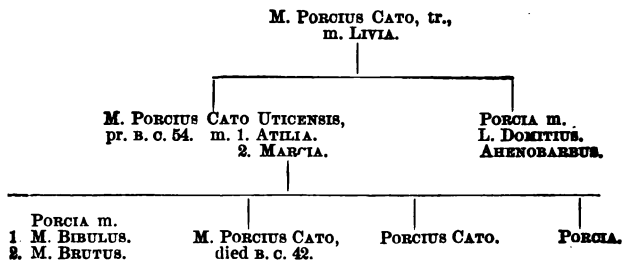 M. PORCIUS CATO, tr.,
m. LIVIA.
M. PORCIUS CATO UTICENSIS,
pr. B. C. 54. m. 1. ATILIA.
2. MARCIA.
PORCIA m.
L. DOMITIUS.
AHENOBARBUS.
PORCIA m.
1 M. BIBULUS.
2. M. BRUTUS.
M. PORCIUS CATO,
died B. C. 42.
PORCIUS CATO.
PORCIA.